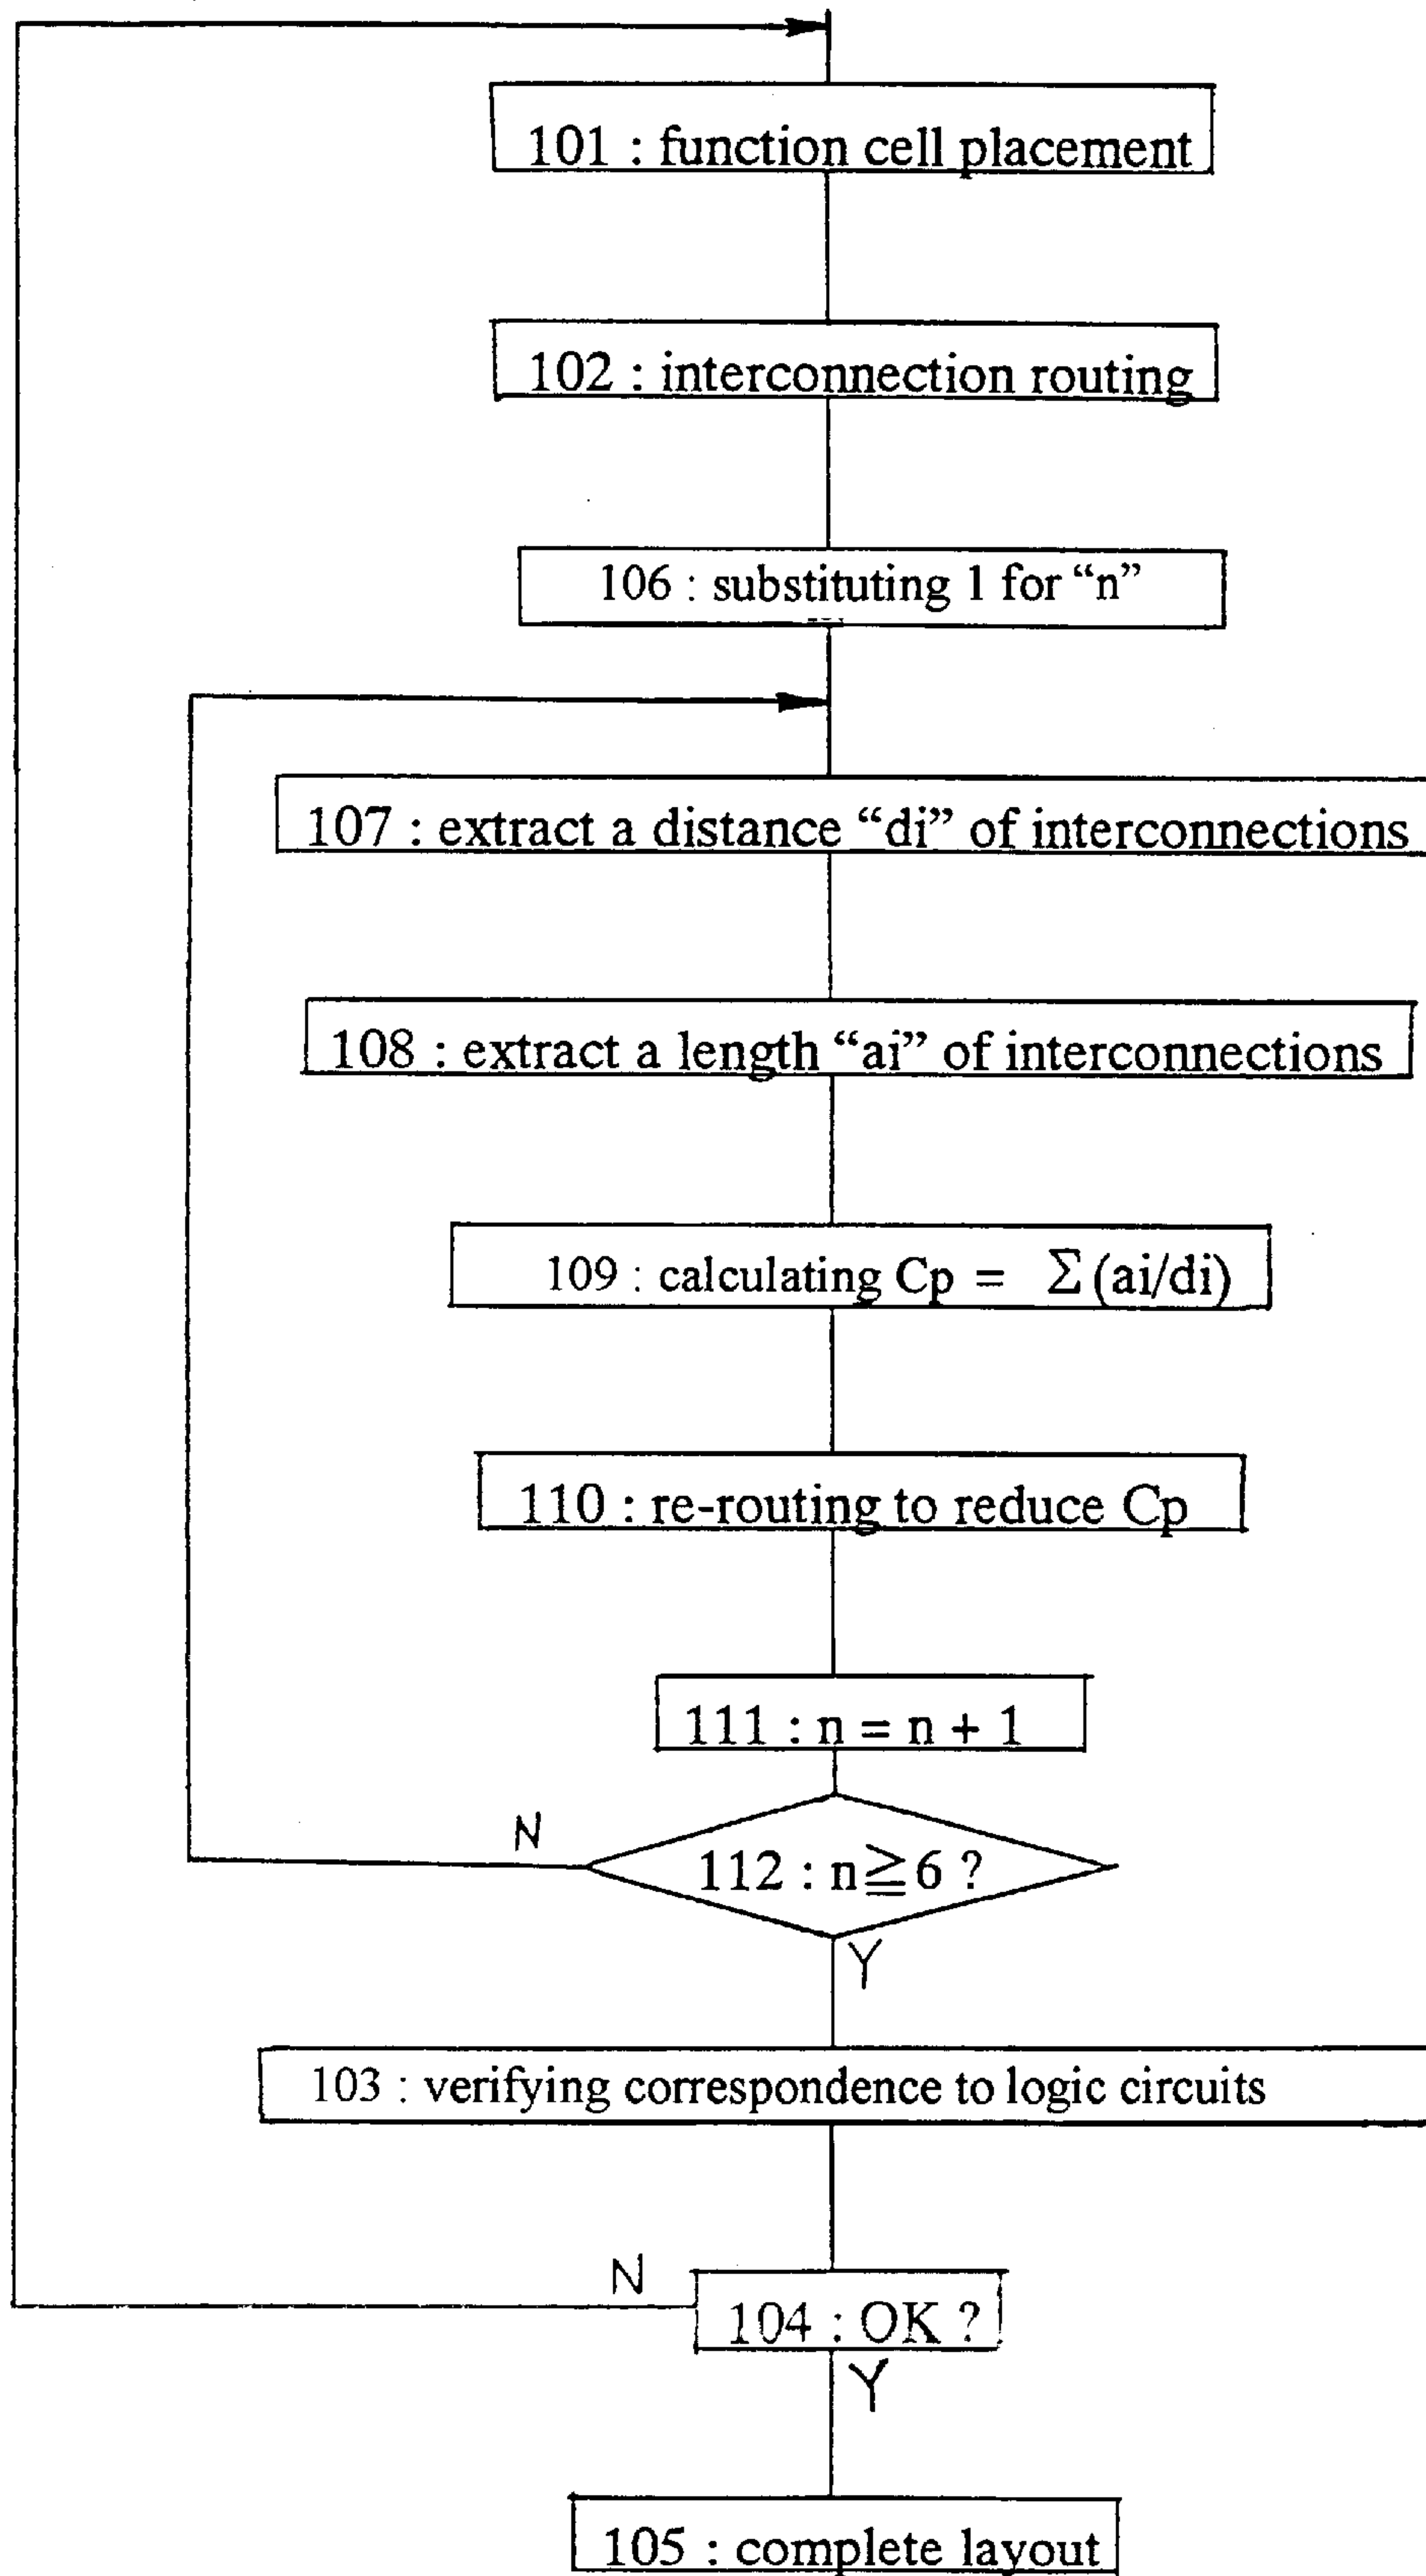 101 : function cell placement
102 : interconnection routing
106 : substituting 1 for “n”
107 : extract a distance “di” of interconnections
108 : extract a length “ai” of interconnections
109 : calculating Cp = Σ(ai/di)
110 : re-routing to reduce Cp
111 : n = n + 1
N
112 : n≧6 ?
Y
103 : verifying correspondence to logic circuits
N
104 : OK ?
Y
105 : complete layout